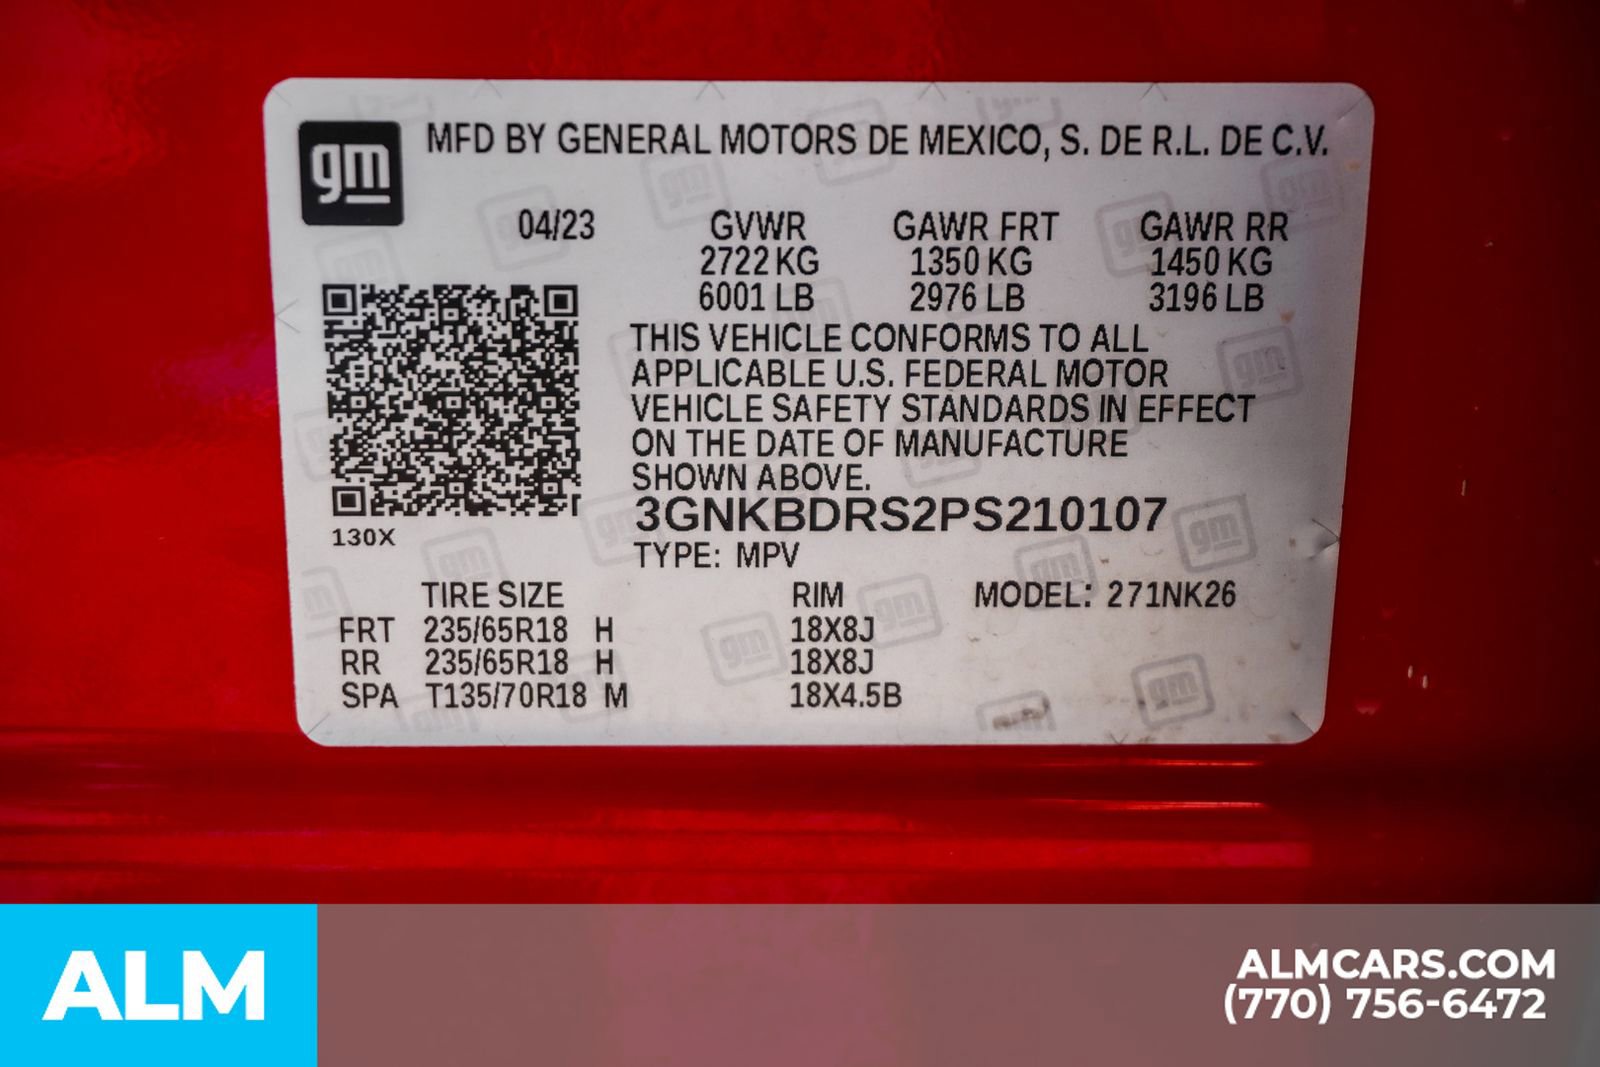 gm
MFD BY GENERAL MOTORS DE MEXICO, S. DE R.L. DE C.V.
04/23 GVWR GAWR FRT GAWR RR
2722 KG 1350 KG 1450 KG
6001 LB 2976 LB 3196 LB
THIS VEHICLE CONFORMS TO ALL
APPLICABLE U.S. FEDERAL MOTOR
VEHICLE SAFETY STANDARDS IN EFFECT
ON THE DATE OF MANUFACTURE
SHOWN ABOVE.
3GNKBDRS2PS210107
130X
TYPE: MPV
TIRE SIZE RIM MODEL: 271NK26
FRT 235/65R18 H 18X8J
RR 235/65R18 H 18X8J
SPA T135/70R18 M 18X4.5B
ALM
ALMCARS.COM
(770) 756-6472